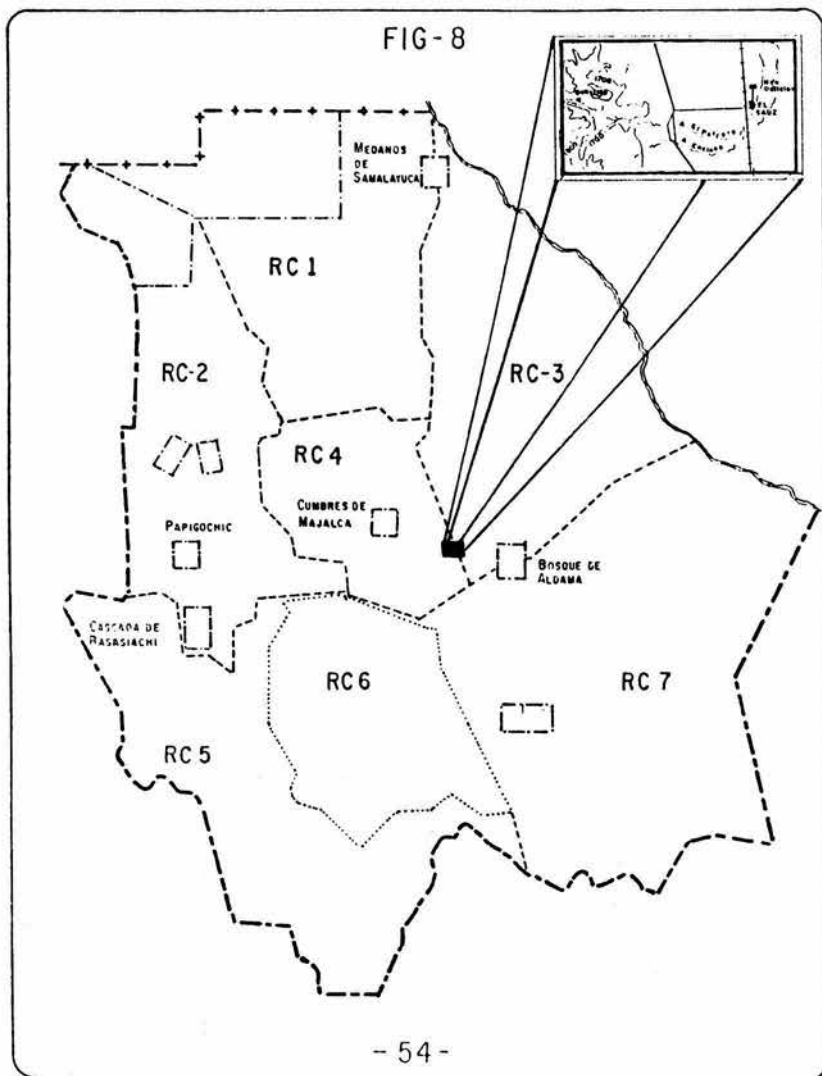 FIG-8
EL
SAUZ
MEDANOS
DE
SAMALAYUCA
RC 1
RC-2
RC-3
RC 4
CUMBRES DE
MAJALCA
PAPIGOCHIC
BOSQUE DE
ALDAMA
CASCADA DE
BASASIACHI
RC 6
RC 7
RC 5
- 54 -